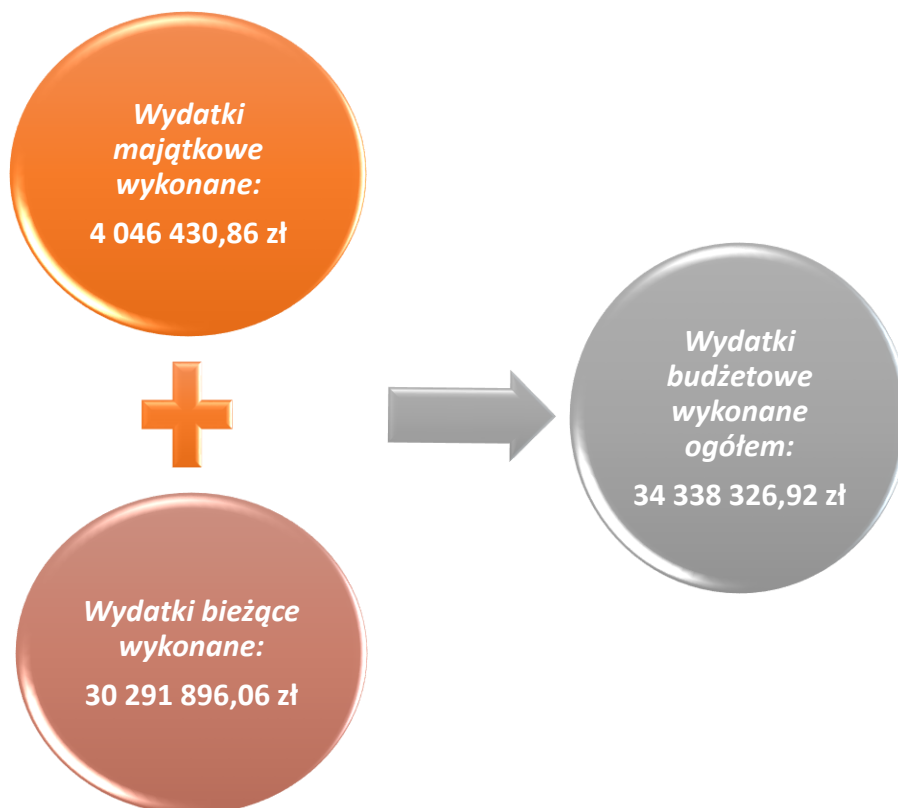 Wydatki
majątkowe
wykonane:
4 046 430,86 zł
Wydatki bieżące
wykonane:
30 291 896,06 zł
Wydatki
budżetowe
wykonane
ogółem:
34 338 326,92 zł